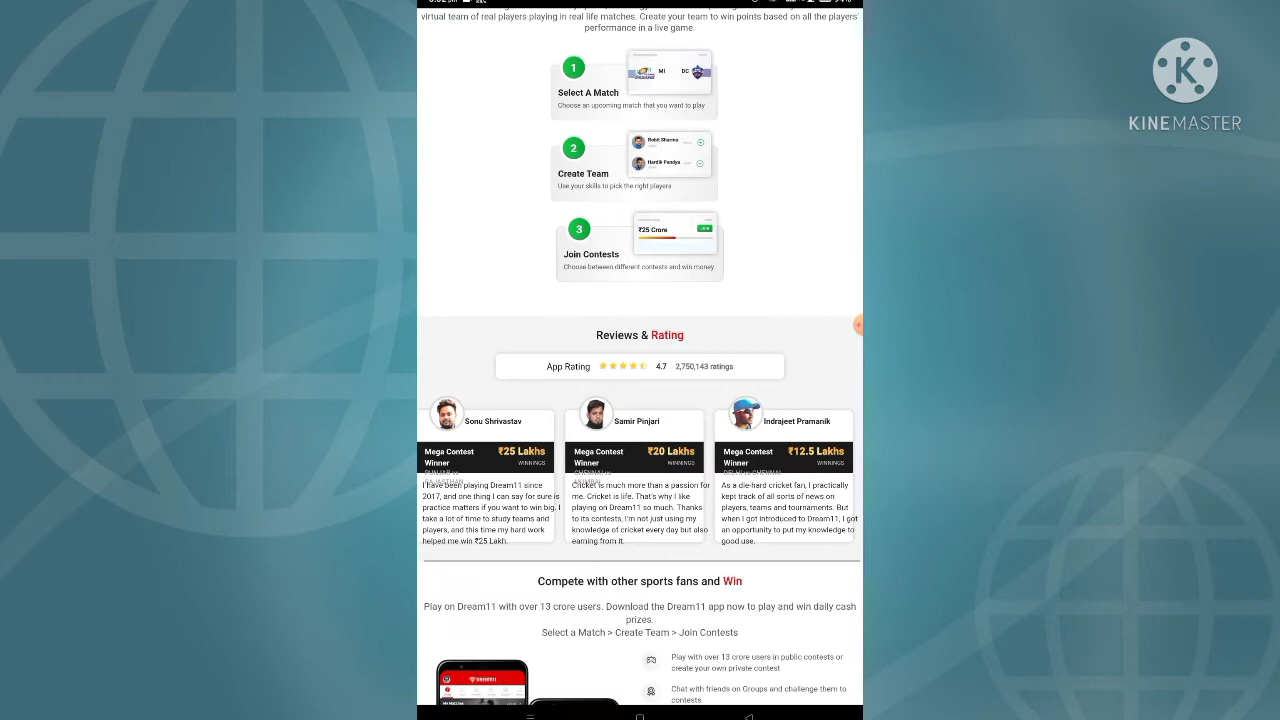 virtual team of real players playing in real life matches. Create your team to win points based on all the players'
performance in a live game.
1
MI
DC
Select A Match
Choose an upcoming match that you want to play
2
Rohit Sharma
Hardik Pandya
Create Team
Use your skills to pick the right players
3
₹25 Crore
Join
Join Contests
Choose between different contests and win money
KINEMASTER
Reviews & Rating
App Rating
4.7
2,750,143 ratings
Sonu Shrivastav
Mega Contest
Winner
₹25 Lakhs
WINNINGS
PUNJAB vs
RAJASTHAN
I have been playing Dream11 since
2017, and one thing I can say for sure is
practice matters if you want to win big. I
take a lot of time to study teams and
players, and this time my hard work
helped me win ₹25 Lakh.
Samir Pinjari
Mega Contest
Winner
₹20 Lakhs
WINNINGS
CHENNAI vs
MUMBAI
Cricket is much more than a passion for
me. Cricket is life. That's why I like
playing on Dream11 so much. Thanks
to its contests, I'm not just using my
knowledge of cricket every day but also
earning from it.
Indrajeet Pramanik
Mega Contest
Winner
₹12.5 Lakhs
WINNINGS
DELHI vs CHENNAI
As a die-hard cricket fan, I practically
kept track of all sorts of news on
players, teams and tournaments. But
when I got introduced to Dream11, I got
an opportunity to put my knowledge to
good use.
Compete with other sports fans and Win
Play on Dream11 with over 13 crore users. Download the Dream11 app now to play and win daily cash
prizes.
Select a Match > Create Team > Join Contests
Play with over 13 crore users in public contests or
create your own private contest
Chat with friends on Groups and challenge them to
contests
DREAM11
My Matches